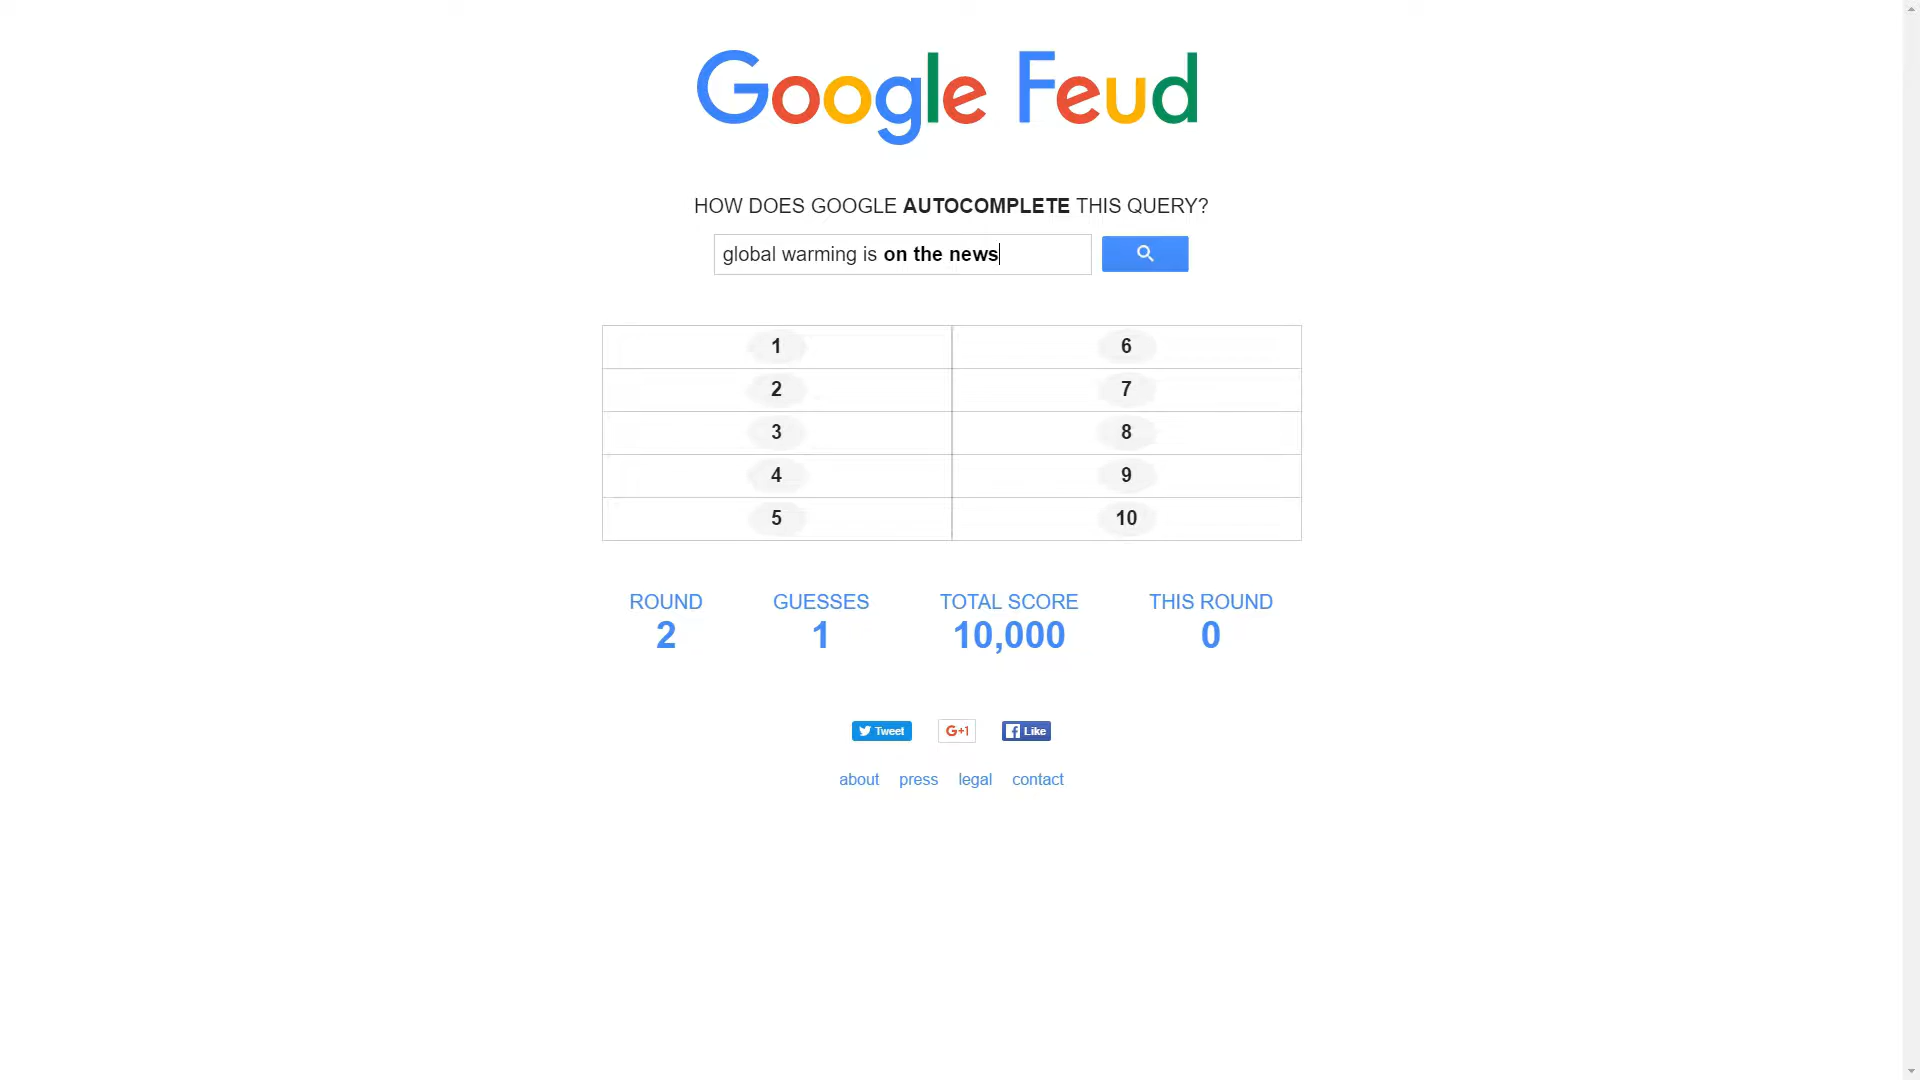 Google Feud
HOW DOES GOOGLE AUTOCOMPLETE THIS QUERY?
global warming is on the news
1 6
2 7
3 8
4 9
5 10
ROUND GUESSES TOTAL SCORE THIS ROUND
2 1 10,000 0
Tweet G+1 Like
about press legal contact